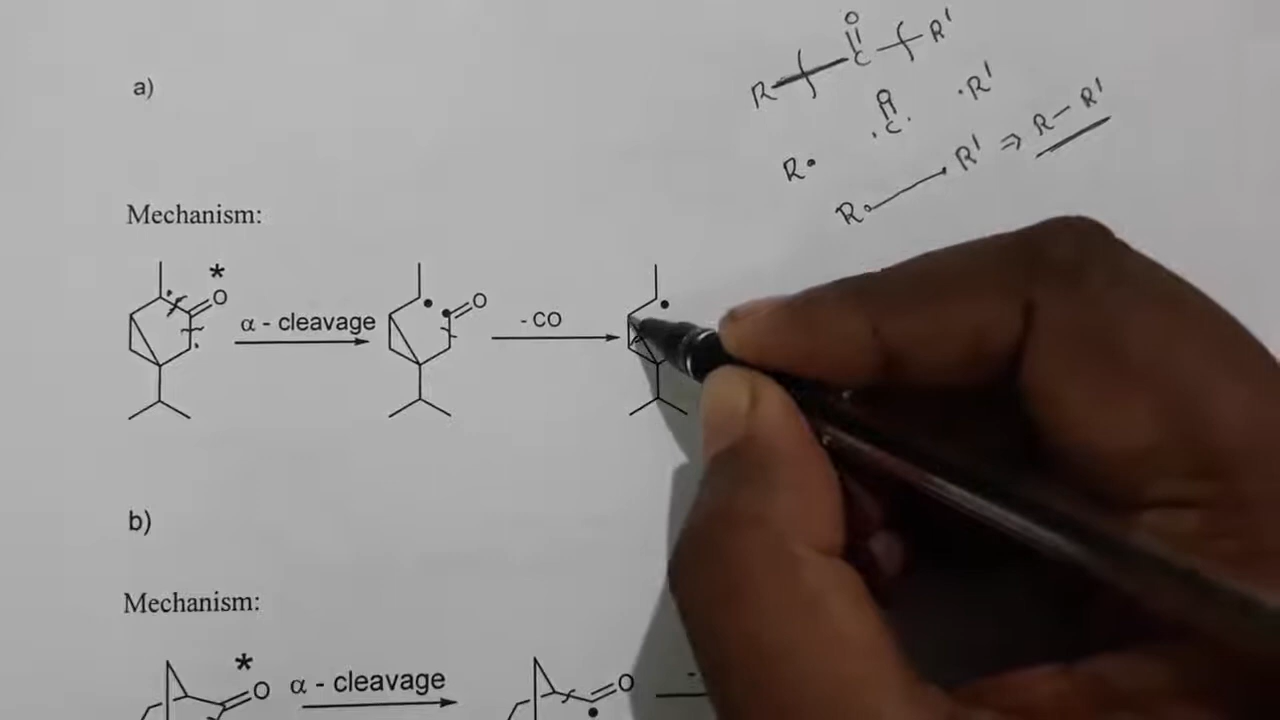 a)
O
R C R'
O
. C . . R'
R •
R R' ⇒ R – R'
Mechanism:
*
O
α - cleavage
O
- CO
b)
Mechanism:
*
O
α - cleavage
O
-